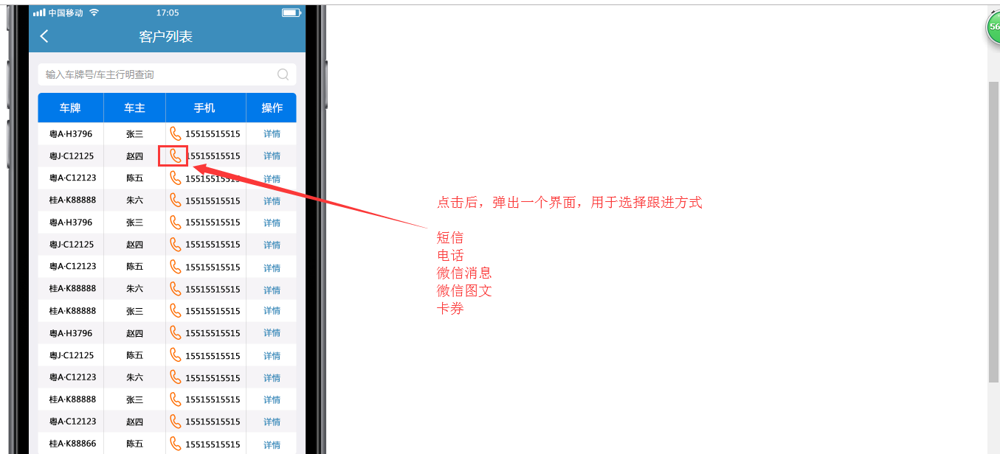 中国移动 17:05
客户列表
输入车牌号/车主行明查询
车牌 车主 手机 操作
粤A·H3796 张三 15515515515 详情
粤J·C12125 赵四 15515515515 详情
粤A·C12123 陈五 15515515515 详情
桂A·K88888 朱六 15515515515 详情
粤A·H3796 张三 15515515515 详情
粤J·C12125 赵四 15515515515 详情
粤A·C12123 陈五 15515515515 详情
桂A·K88888 朱六 15515515515 详情
桂A·K88888 张三 15515515515 详情
粤A·H3796 赵四 15515515515 详情
粤J·C12125 陈五 15515515515 详情
粤A·C12123 朱六 15515515515 详情
桂A·K88888 张三 15515515515 详情
粤A·C12123 赵四 15515515515 详情
桂A·K88866 陈五 15515515515 详情
点击后，弹出一个界面，用于选择跟进方式
短信
电话
微信消息
微信图文
卡券
56